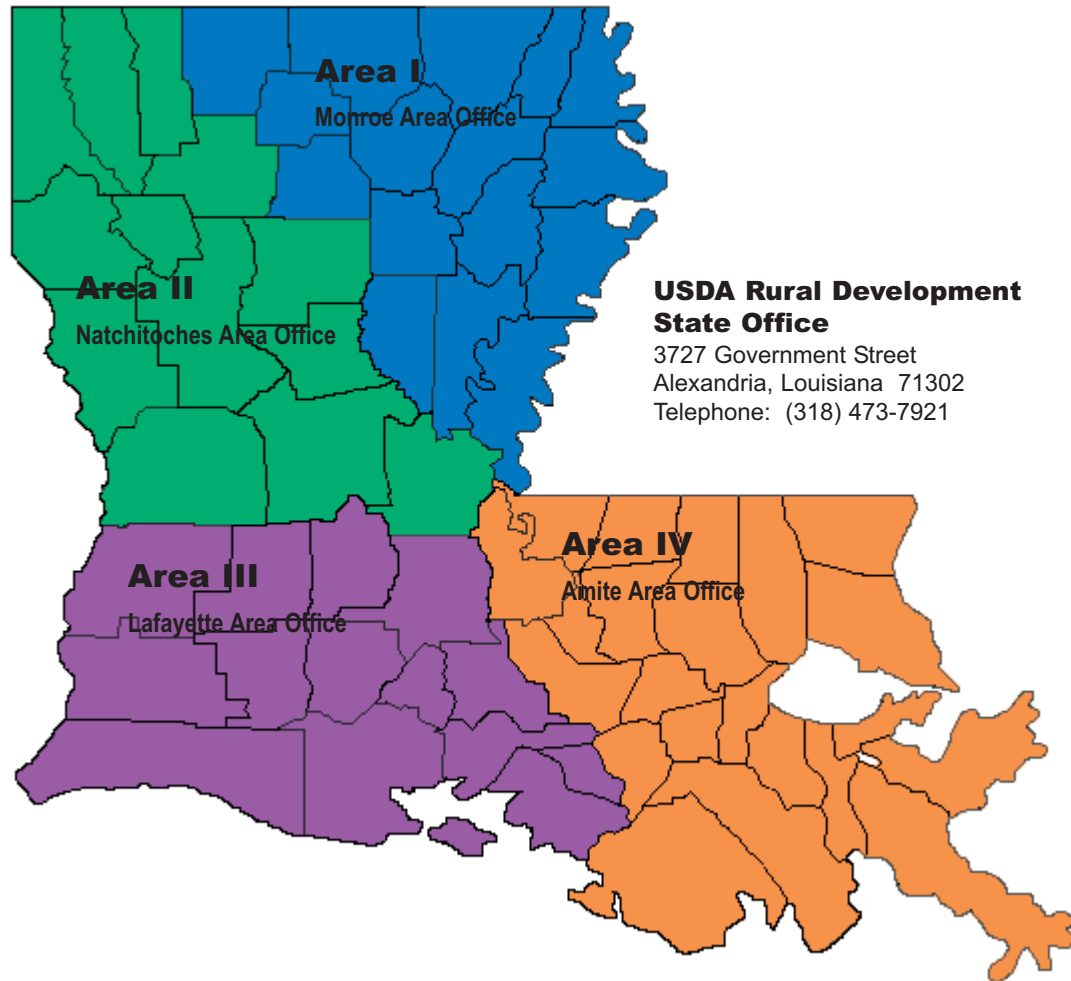 Area I
Monroe Area Office
Area II
Natchitoches Area Office
USDA Rural Development
State Office
3727 Government Street
Alexandria, Louisiana 71302
Telephone: (318) 473-7921
Area III
Lafayette Area Office
Area IV
Amite Area Office